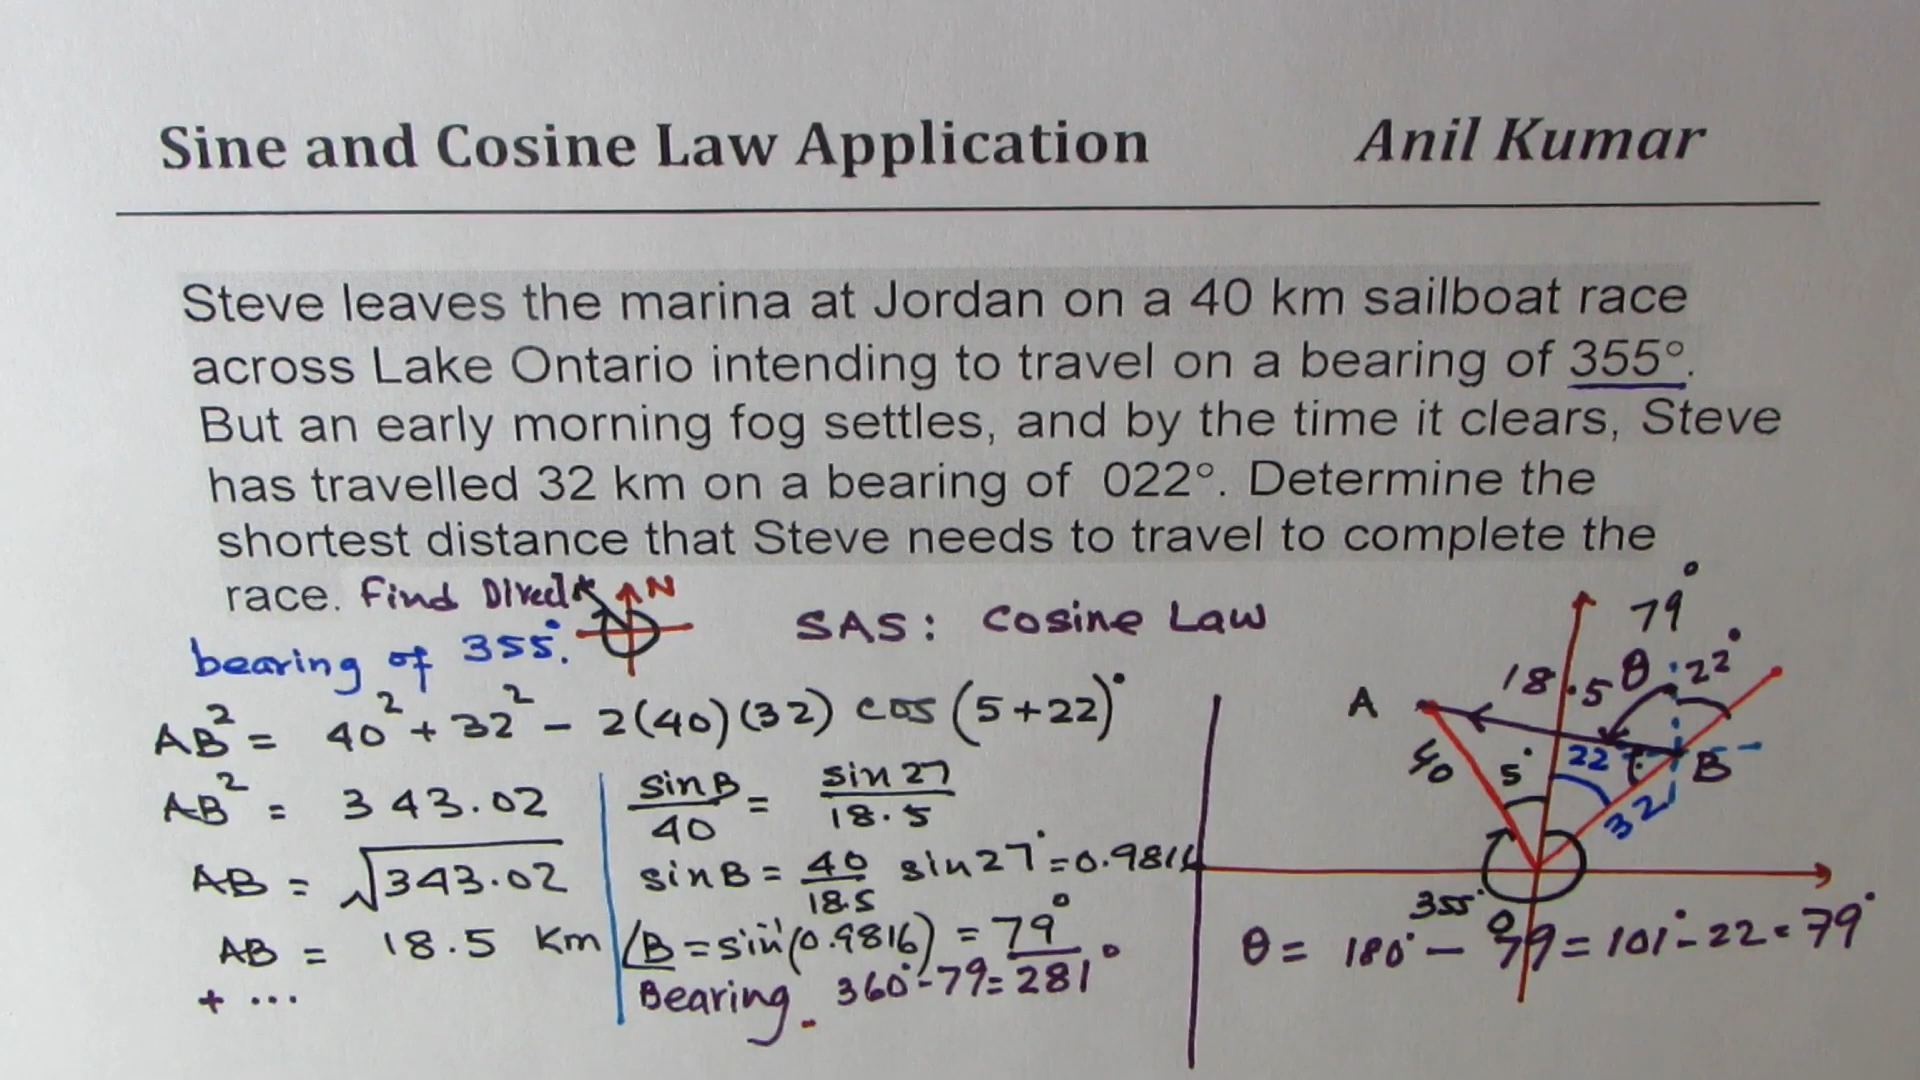 Sine and Cosine Law Application
Anil Kumar
Steve leaves the marina at Jordan on a 40 km sailboat race
across Lake Ontario intending to travel on a bearing of 355°.
But an early morning fog settles, and by the time it clears, Steve
has travelled 32 km on a bearing of 022°. Determine the
shortest distance that Steve needs to travel to complete the
race. Find Direct
N
bearing of 355°.
SAS: Cosine Law
AB² = 40² + 32² - 2(40)(32) cos(5+22)°
AB² = 343.02
AB = √343.02
AB = 18.5 Km
+ ...
sinB/40 = sin27/18.5
sinB = 40/18.5 sin27° = 0.9816
∠B = sin⁻¹(0.9816) = 79°
Bearing 360°-79=281°
79°
18.5 θ 22°
A
40 5° 22° B
32
355°
θ = 180° - 79 = 101° - 22 = 79°